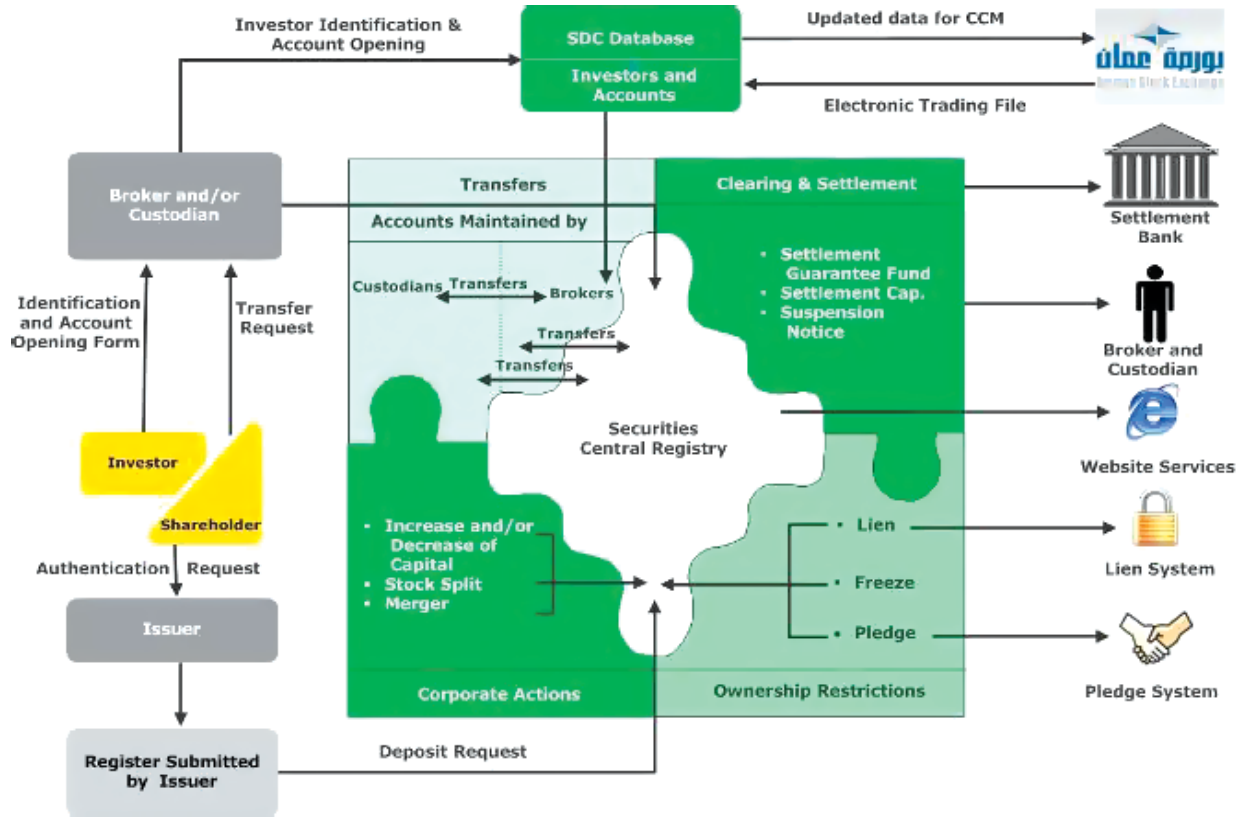 Investor Identification &
Account Opening
SDC Database
Investors and
Accounts
Updated data for CCM
Electronic Trading File
بورصة عمان
Amman Stock Exchange
Broker and/or
Custodian
Transfers
Accounts Maintained by
Custodians
Transfers
Brokers
Transfers
Transfers
Clearing & Settlement
• Settlement
Guarantee Fund
• Settlement Cap.
• Suspension
Notice
Settlement
Bank
Broker and
Custodian
Website Services
Identification
and Account
Opening Form
Transfer
Request
Investor
Shareholder
Authentication Request
Issuer
Register Submitted
by Issuer
Securities
Central Registry
• Increase and/or
Decrease of
Capital
• Stock Split
• Merger
Corporate Actions
• Lien
• Freeze
• Pledge
Ownership Restrictions
Lien System
Pledge System
Deposit Request